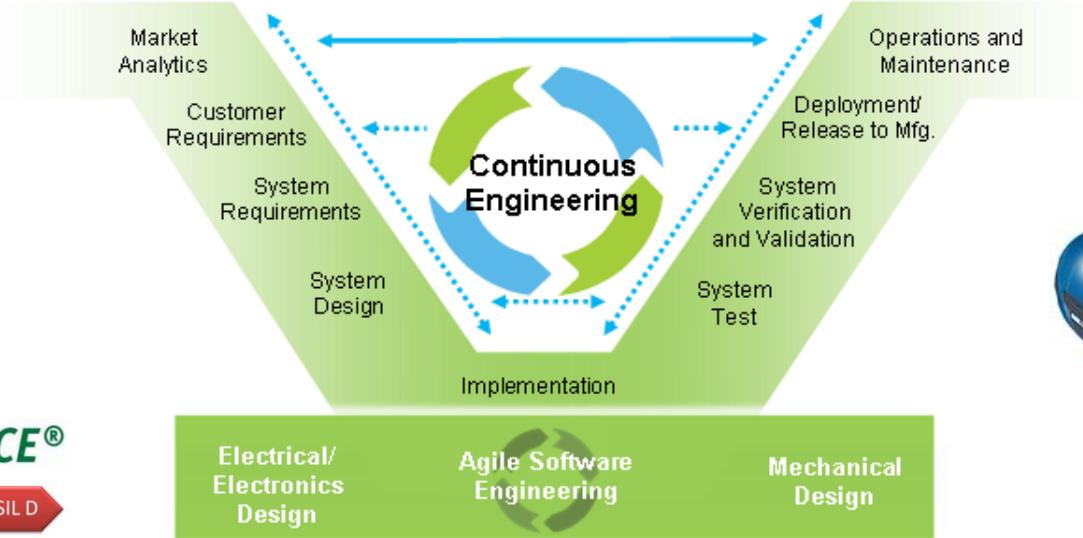 Market
Analytics
Customer
Requirements
System
Requirements
System
Design
Continuous
Engineering
Operations and
Maintenance
Deployment/
Release to Mfg.
System
Verification
and Validation
System
Test
Implementation
Electrical/
Electronics
Design
Agile Software
Engineering
Mechanical
Design
CE®
SIL D